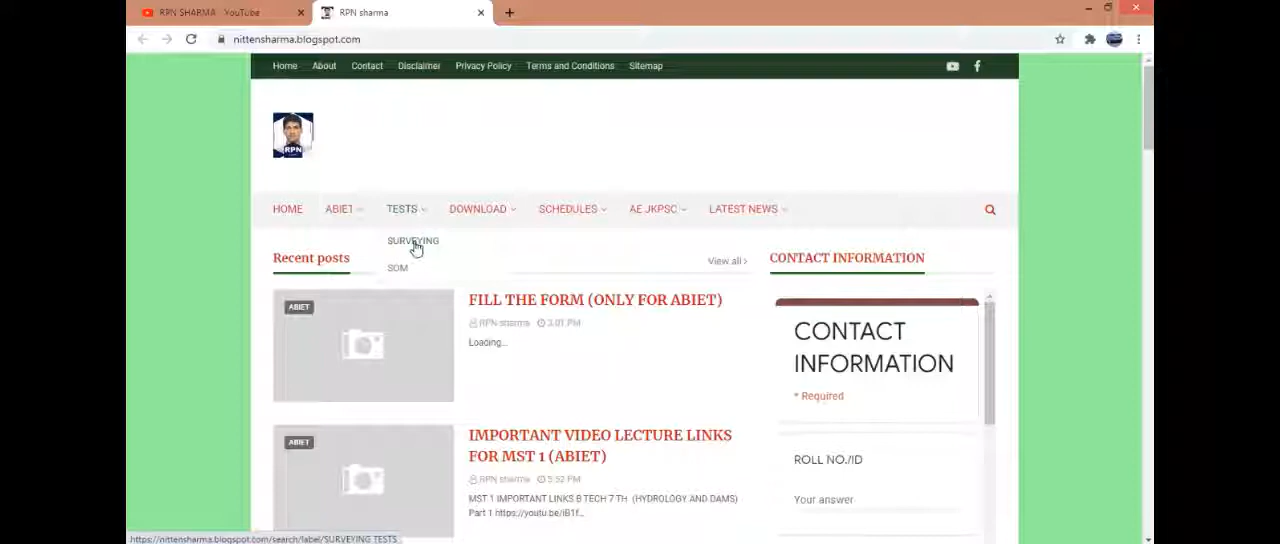 RPN SHARMA - YouTube
RPN sharma
nittensharma.blogspot.com
Home About Contact Disclaimer Privacy Policy Terms and Conditions Sitemap
RPN
HOME ABIET TESTS DOWNLOAD SCHEDULES AE JKPSC LATEST NEWS
SURVEYING
SOM
Recent posts
View all
CONTACT INFORMATION
ABIET
FILL THE FORM (ONLY FOR ABIET)
RPN sharma 3:01 PM
Loading...
CONTACT
INFORMATION
* Required
ABIET
IMPORTANT VIDEO LECTURE LINKS
FOR MST 1 (ABIET)
RPN sharma 5:52 PM
MST 1 IMPORTANT LINKS B TECH 7 TH (HYDROLOGY AND DAMS)
Part 1 https://youtu.be/iB1f...
ROLL NO./ID
Your answer
https://nittensharma.blogspot.com/search/label/SURVEYING TESTS